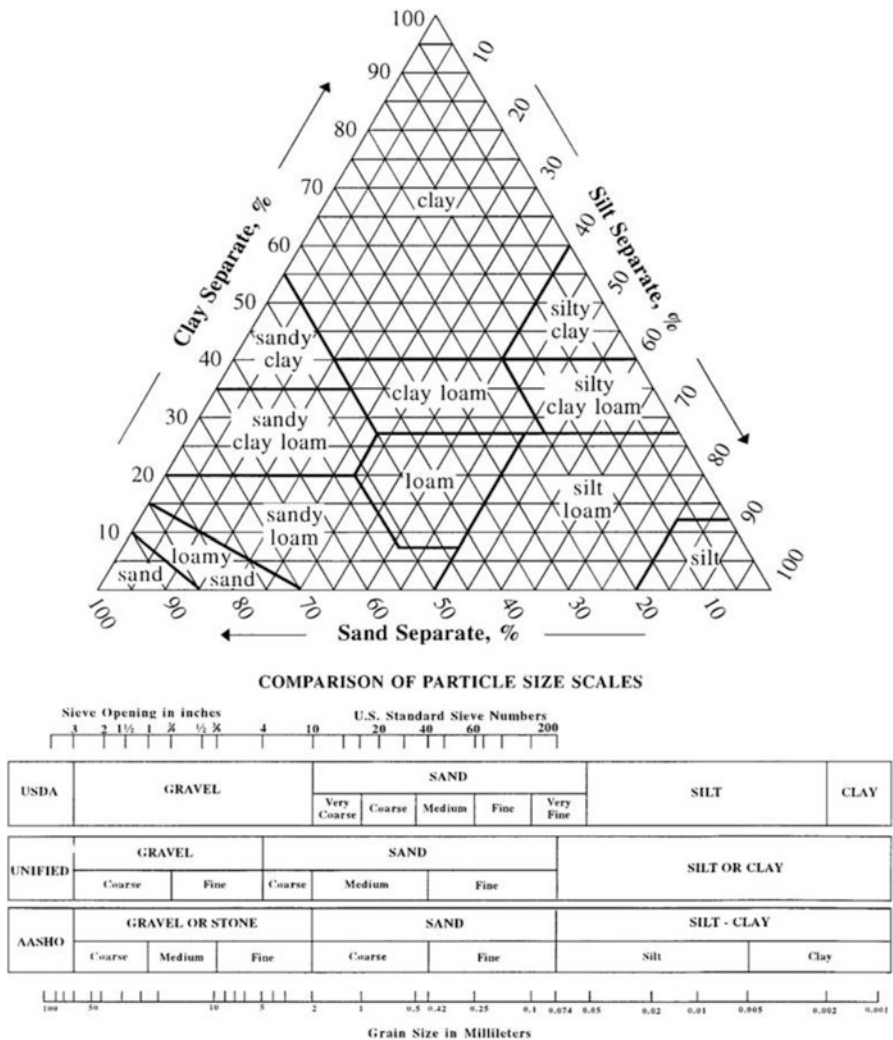 100
10
90
20
80
30
70
clay
40
60
50
50
silty
clay
sandy
clay
60
40
clay loam
silty
clay loam
70
30
sandy
clay loam
80
20
loam
silt
loam
sandy
loam
90
10
loamy
sand
sand
silt
100
100
90
80
70
60
50
40
30
20
10
Clay Separate, %
Silt Separate, %
Sand Separate, %
COMPARISON OF PARTICLE SIZE SCALES
Sieve Opening in inches
U.S. Standard Sieve Numbers
3 2 1½ 1 ¾ ½ 4 10 20 40 60 200
USDA
GRAVEL
SAND
SILT
CLAY
Very Coarse
Coarse
Medium
Fine
Very Fine
UNIFIED
GRAVEL
SAND
SILT OR CLAY
Coarse
Fine
Coarse
Medium
Fine
AASHO
GRAVEL OR STONE
SAND
SILT - CLAY
Coarse
Medium
Fine
Coarse
Fine
Silt
Clay
100 50 10 5 2 1 0.5 0.42 0.25 0.1 0.074 0.05 0.02 0.01 0.005 0.002 0.001
Grain Size in Millileters